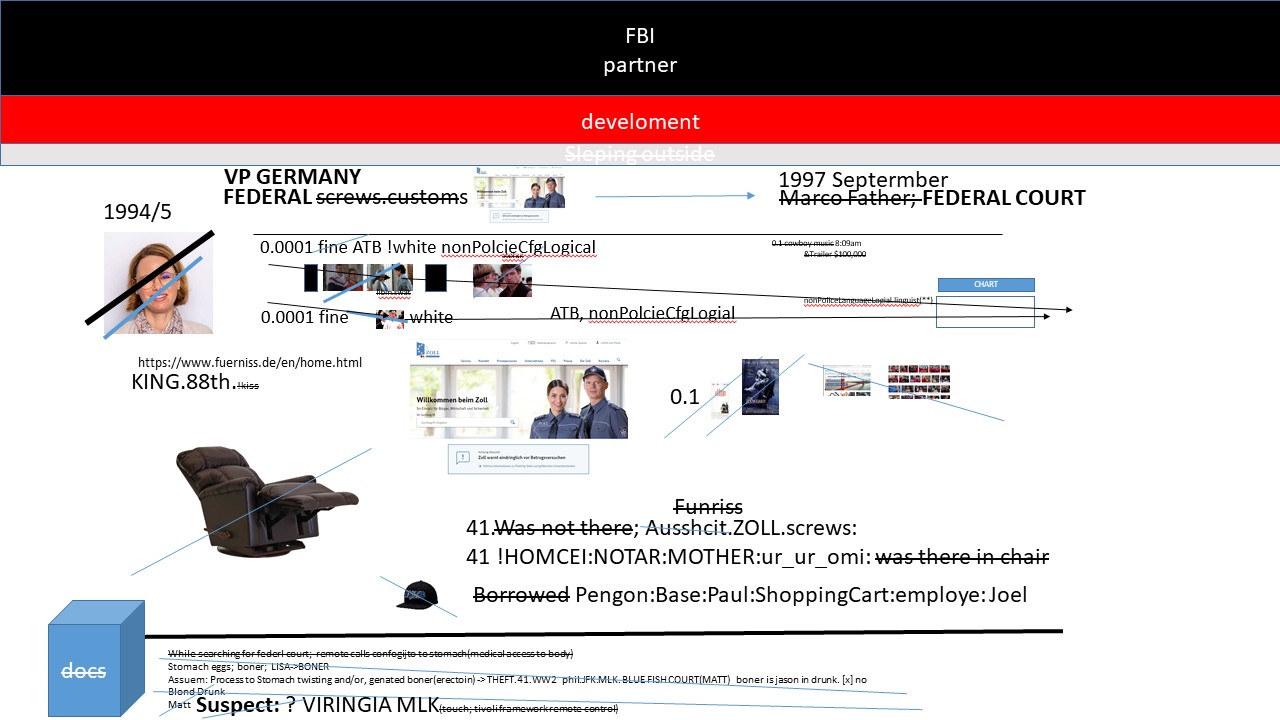 FBI
partner
develoment
Sleping outside
VP GERMANY
FEDERAL screws.customs
1997 Septermber
Marco Father; FEDERAL COURT
1994/5
0.0001 fine ATB !white nonPolcieCfgLogical
0.1 cowboy music 8:09am
&Trailer $100,000
CHART
nonPoliceLanguageLogial linguist(**)
0.0001 fine
white
ATB, nonPolcieCfgLogial
https://www.fuerniss.de/en/home.html
KING.88th.!kiss
ZOLL
Willkommen beim Zoll
Zoll warnt eindringlich vor Betrugsversuchen
0.1
Funriss
41.Was not there; Ausshcit.ZOLL.screws:
41 !HOMCEI:NOTAR:MOTHER:ur_ur_omi: was there in chair
Borrowed Pengon:Base:Paul:ShoppingCart:employe:Joel
docs
While searching for federl court; remote calls confogijto to stomach(medical access to body)
Stomach eggs; boner; LISA->BONER
Assuem: Process to Stomach twisting and/or, genated boner(erectoin) -> THEFT.41.WW2 phil.JFK.MLK. BLUE FISH.COURT(MATT) boner is jason in drunk. [x] no
Blond Drunk
Matt
Suspect: ? VIRINGIA MLK(touch; tivoli framework remote control)